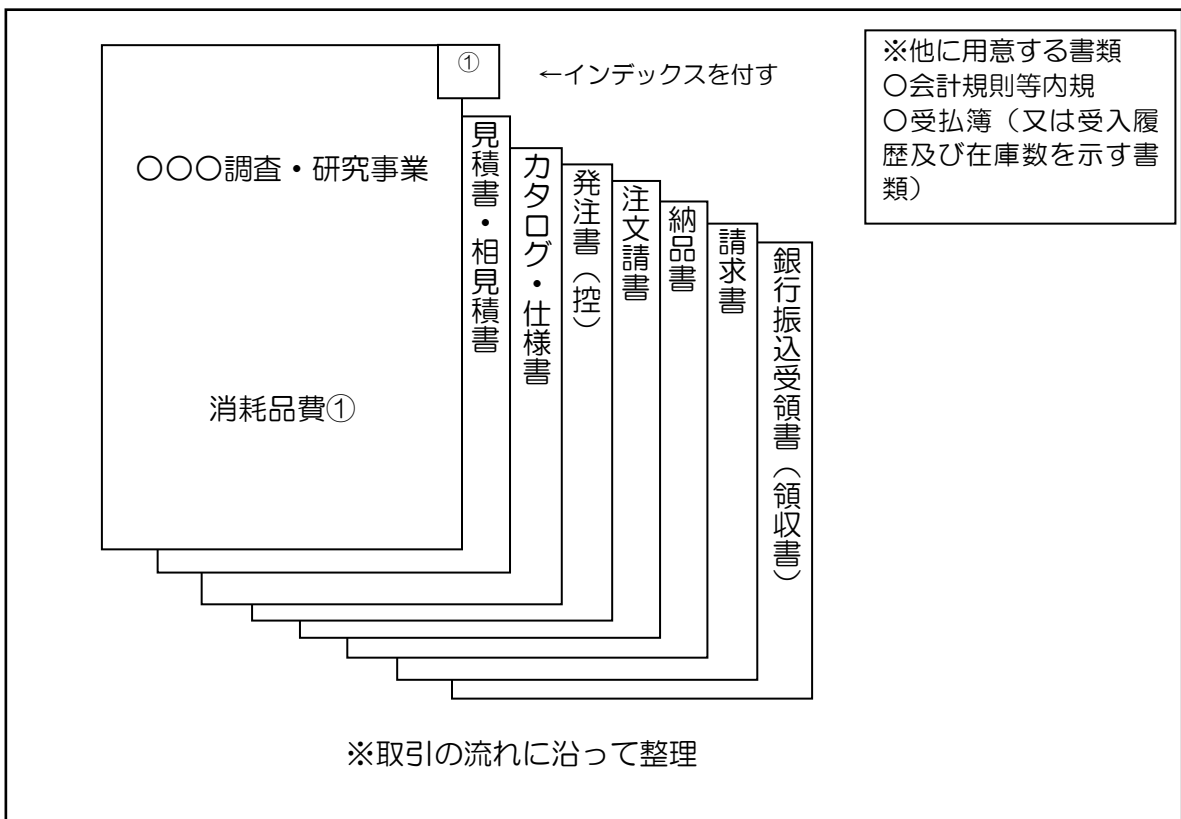 ①
←インデックスを付す
〇〇〇調査・研究事業
消耗品費①
見積書・相見積書
カタログ・仕様書
発注書（控）
注文請書
納品書
請求書
銀行振込受領書（領収書）
※他に用意する書類
〇会計規則等内規
〇受払簿（又は受入履
歴及び在庫数を示す書
類）
※取引の流れに沿って整理